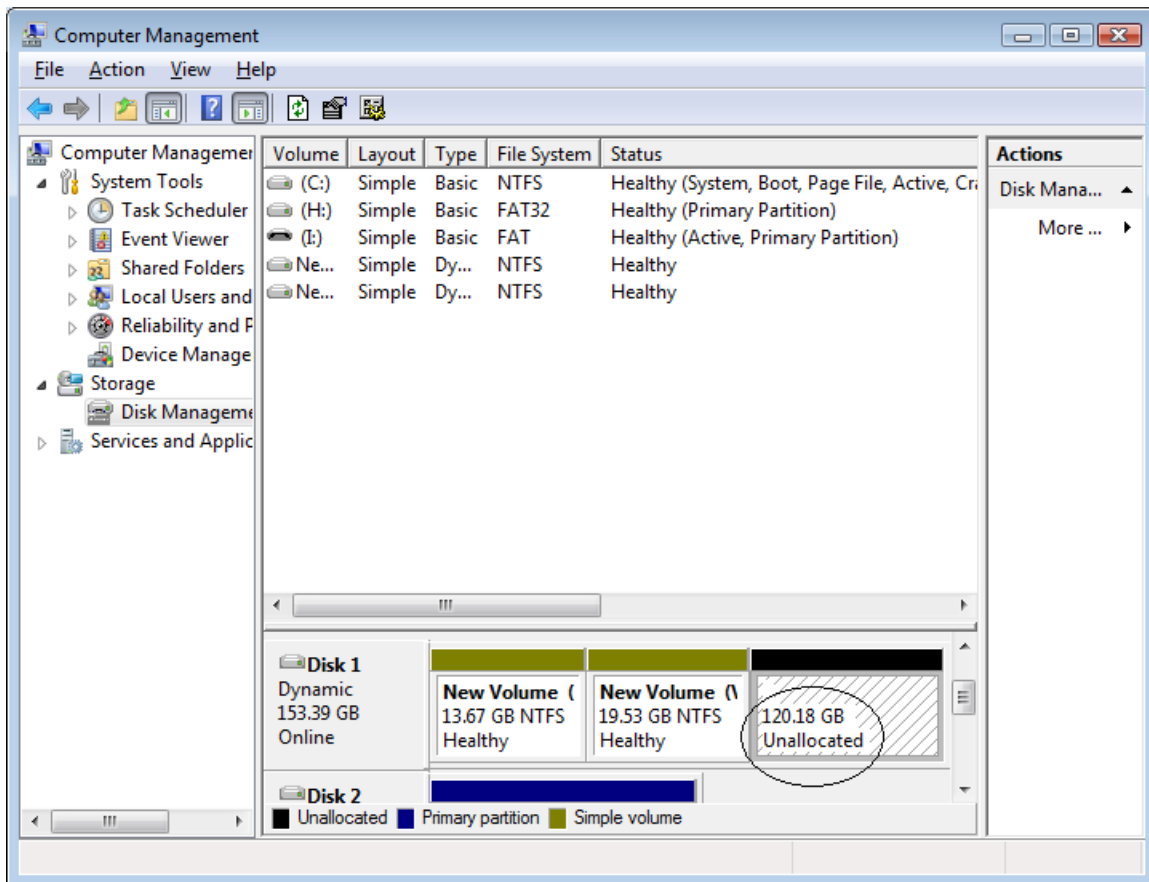 Computer Management
File Action View Help
Computer Managemer
System Tools
Task Scheduler
Event Viewer
Shared Folders
Local Users and
Reliability and P
Device Manage
Storage
Disk Manageme
Services and Applic
Volume Layout Type File System Status
(C:) Simple Basic NTFS Healthy (System, Boot, Page File, Active, Cra
(H:) Simple Basic FAT32 Healthy (Primary Partition)
(I:) Simple Basic FAT Healthy (Active, Primary Partition)
Ne... Simple Dy... NTFS Healthy
Ne... Simple Dy... NTFS Healthy
Actions
Disk Mana...
More ...
Disk 1
Dynamic
153.39 GB
Online
New Volume (
13.67 GB NTFS
Healthy
New Volume (\
19.53 GB NTFS
Healthy
120.18 GB
Unallocated
Disk 2
Unallocated Primary partition Simple volume